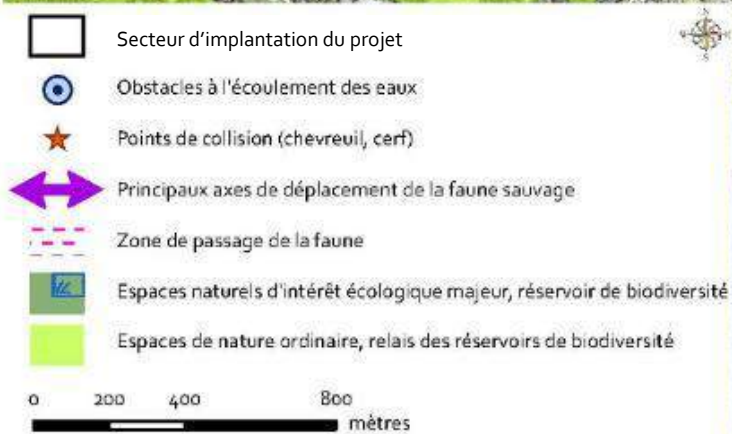 Secteur d'implantation du projet
Obstacles à l'écoulement des eaux
Points de collision (chevreuil, cerf)
Principaux axes de déplacement de la faune sauvage
Zone de passage de la faune
Espaces naturels d'intérêt écologique majeur, réservoir de biodiversité
Espaces de nature ordinaire, relais des réservoirs de biodiversité
0 200 400 800
mètres